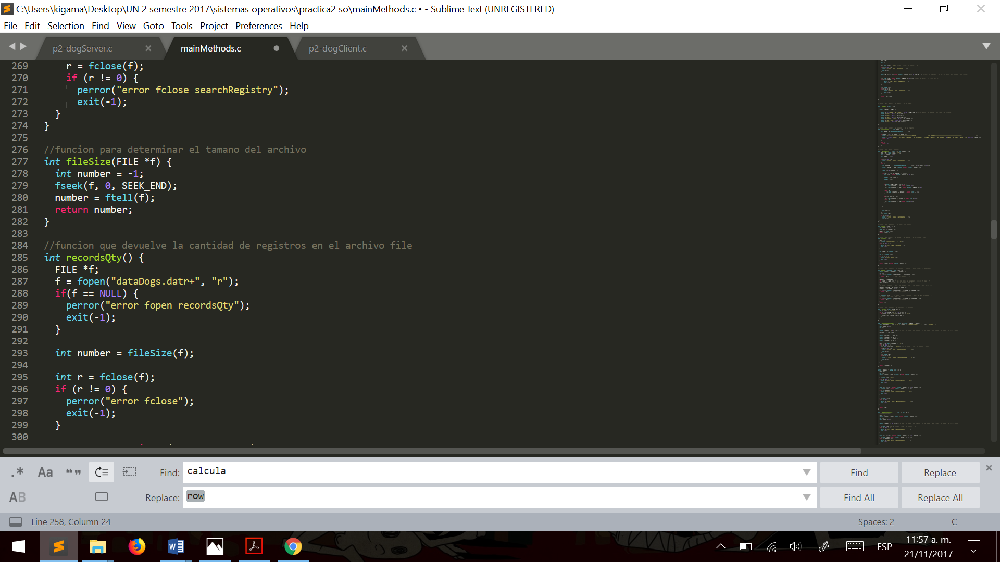 C:\Users\kigama\Desktop\UN 2 semestre 2017\sistemas operativos\practica2 so\mainMethods.c • - Sublime Text (UNREGISTERED)
File Edit Selection Find View Goto Tools Project Preferences Help
p2-dogServer.c mainMethods.c p2-dogClient.c
269 r = fclose(f);
270 if (r != 0) {
271 perror("error fclose searchRegistry");
272 exit(-1);
273 }
274 }
275
276 //funcion para determinar el tamano del archivo
277 int fileSize(FILE *f) {
278 int number = -1;
279 fseek(f, 0, SEEK_END);
280 number = ftell(f);
281 return number;
282 }
283
284 //funcion que devuelve la cantidad de registros en el archivo file
285 int recordsQty() {
286 FILE *f;
287 f = fopen("dataDogs.datr+", "r");
288 if(f == NULL) {
289 perror("error fopen recordsQty");
290 exit(-1);
291 }
292
293 int number = fileSize(f);
294
295 int r = fclose(f);
296 if (r != 0) {
297 perror("error fclose");
298 exit(-1);
299 }
300
.* Aa “” Find: calcula Find Replace
AB Replace: row Find All Replace All
Line 258, Column 24 Spaces: 2 C
ESP 11:57 a. m.
21/11/2017